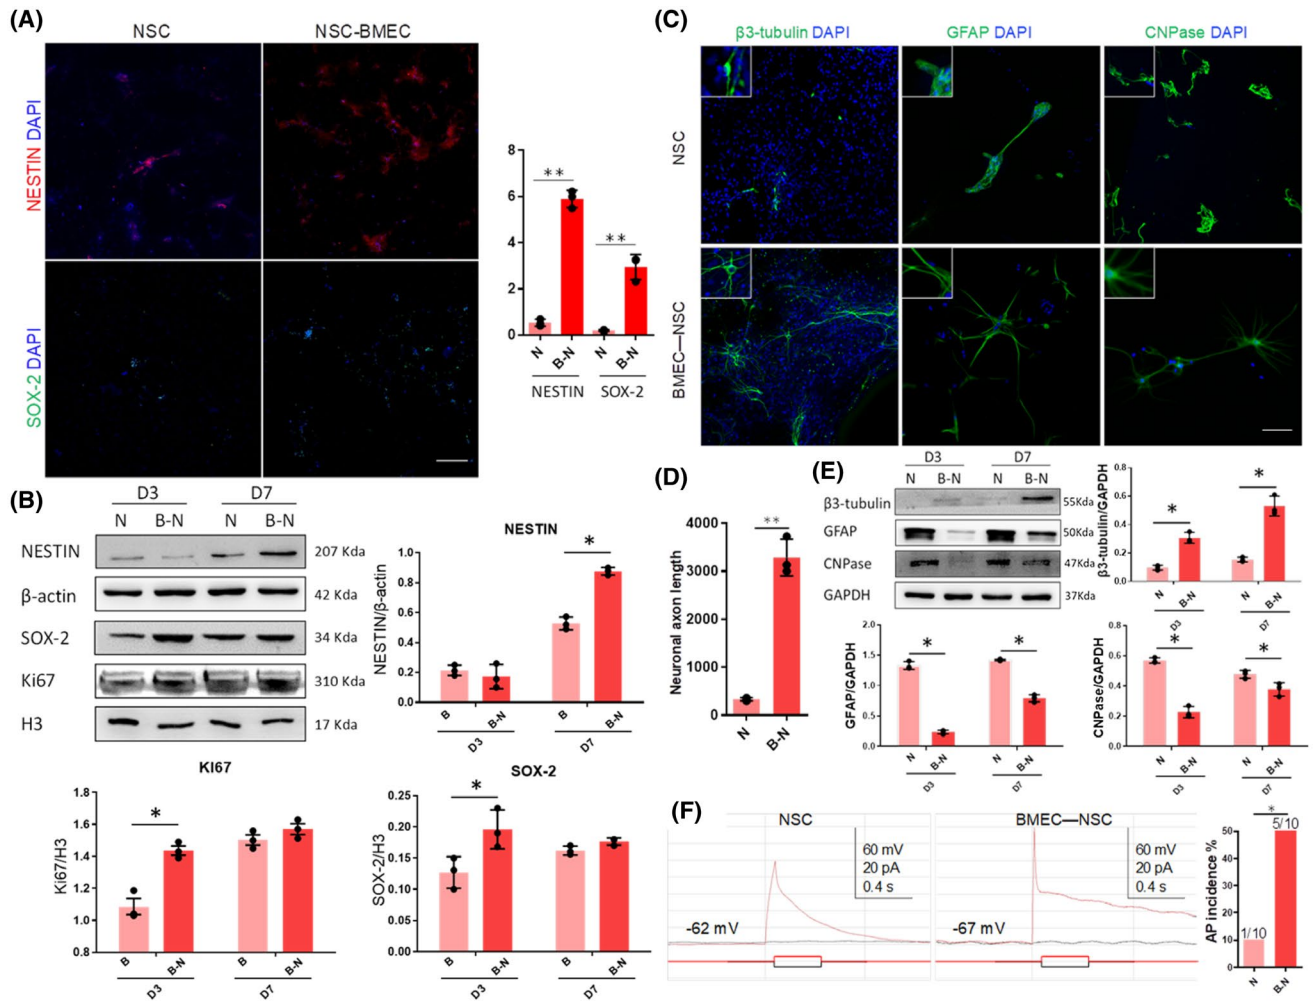 (A)
NSC NSC-BMEC
NESTIN DAPI
SOX-2 DAPI
8
6
4
2
0
** **
N B-N N B-N
NESTIN SOX-2
(B)
D3 D7
N B-N N B-N
NESTIN 207 Kda
β-actin 42 Kda
SOX-2 34 Kda
Ki67 310 Kda
H3 17 Kda
NESTIN
NESTIN/β-actin
1.0
0.8
0.6
0.4
0.2
0.0
*
B B-N B B-N
D3 D7
KI67
Ki67/H3
1.8
1.6
1.4
1.2
1.0
0.8
*
B B-N B B-N
D3 D7
SOX-2
SOX-2/H3
0.25
0.20
0.15
0.10
0.05
0.00
*
B B-N B B-N
D3 D7
(C)
β3-tubulin DAPI GFAP DAPI CNPase DAPI
NSC
BMEC—NSC
(D)
Neuronal axon length
4000
3000
2000
1000
0
**
N B-N
(E)
D3 D7
N B-N N B-N
β3-tubulin 55Kda
GFAP 50Kda
CNPase 47Kda
GAPDH 37Kda
β3-tubulin/GAPDH
0.8
0.6
0.4
0.2
0.0
* *
N B-N N B-N
D3 D7
GFAP/GAPDH
2.0
1.5
1.0
0.5
0.0
* *
N B-N N B-N
D3 D7
CNPase/GAPDH
0.8
0.6
0.4
0.2
0.0
* *
N B-N N B-N
D3 D7
(F)
NSC
60 mV
20 pA
0.4 s
-62 mV
BMEC—NSC
60 mV
20 pA
0.4 s
-67 mV
AP incidence %
50
40
30
20
10
0
*
1/10 5/10
N B-N